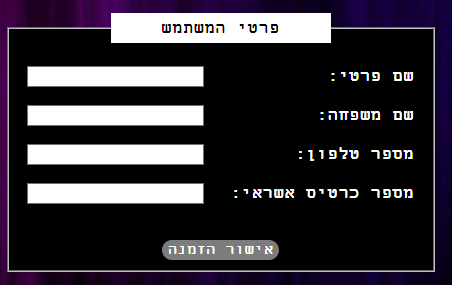 פרטי המשתמש
שם פרטי:
שם משפחה:
מספר טלפון:
מספר כרטיס אשראי:
אישור הזמנה